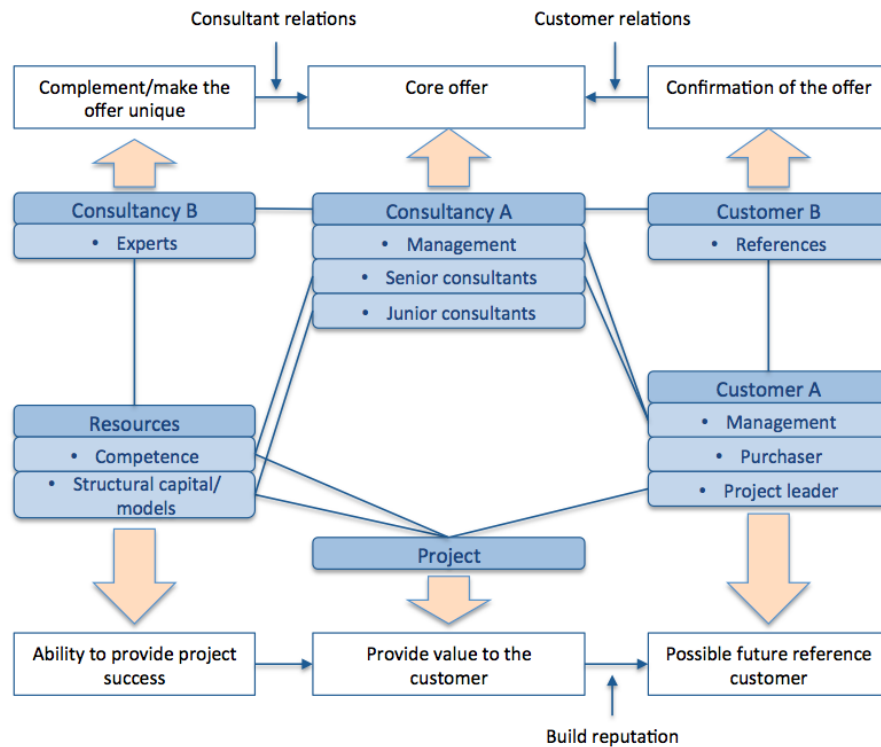 Consultant relations
Customer relations
Complement/make the
offer unique
Core offer
Confirmation of the offer
Consultancy B
• Experts
Consultancy A
• Management
• Senior consultants
• Junior consultants
Customer B
• References
Resources
• Competence
• Structural capital/
models
Customer A
• Management
• Purchaser
• Project leader
Project
Ability to provide project
success
Provide value to the
customer
Possible future reference
customer
Build reputation